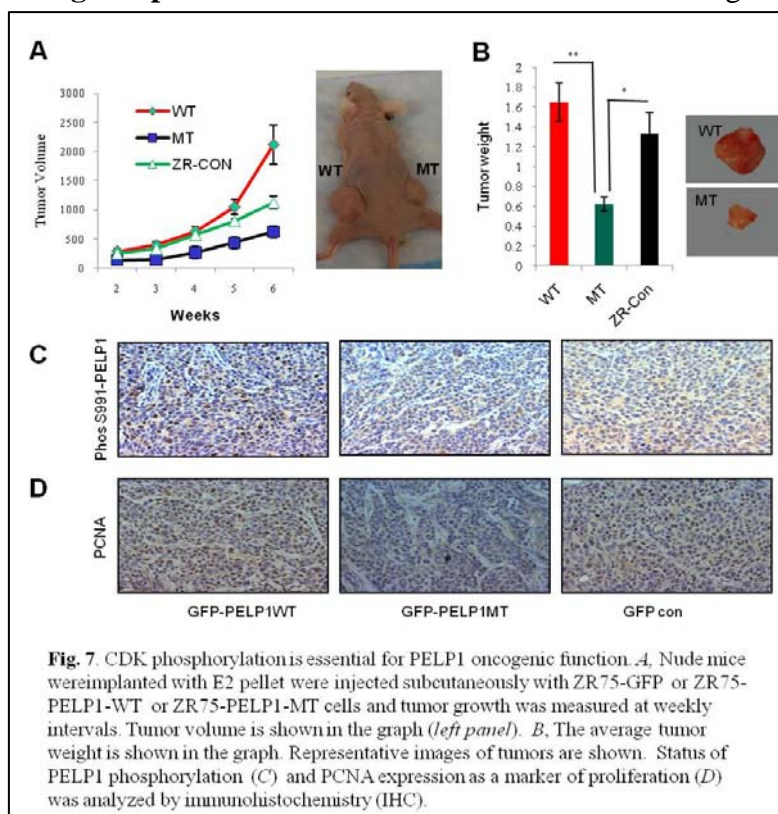 A
3000
2500
2000
1500
1000
500
0
Tumor Volume
WT
MT
ZR-CON
2 3 4 5 6
Weeks
WT MT
B
** *
2
1.8
1.6
1.4
1.2
1
0.8
0.6
0.4
0.2
0
Tumor weight
WT MT ZR-Con
WT
MT
C
Phos S991-PELP1
D
PCNA
GFP-PELP1WT GFP-PELP1MT GFP con
Fig. 7. CDK phosphorylation is essential for PELP1 oncogenic function. A, Nude mice
wereimplanted with E2 pellet were injected subcutaneously with ZR75-GFP or ZR75-
PELP1-WT or ZR75-PELP1-MT cells and tumor growth was measured at weekly
intervals. Tumor volume is shown in the graph (left panel). B, The average tumor
weight is shown in the graph. Representative images of tumors are shown. Status of
PELP1 phosphorylation (C) and PCNA expression as a marker of proliferation (D)
was analyzed by immunohistochemistry (IHC).